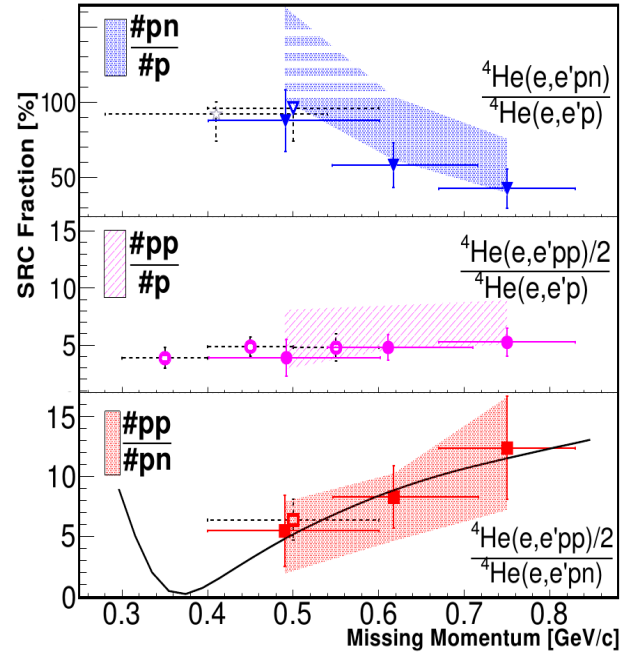 #pn
#p
⁴He(e,e'pn)
⁴He(e,e'p)
100
50
SRC Fraction [%]
#pp
#p
⁴He(e,e'pp)/2
⁴He(e,e'p)
15
10
5
#pp
#pn
⁴He(e,e'pp)/2
⁴He(e,e'pn)
15
10
5
0
0.3 0.4 0.5 0.6 0.7 0.8
Missing Momentum [GeV/c]